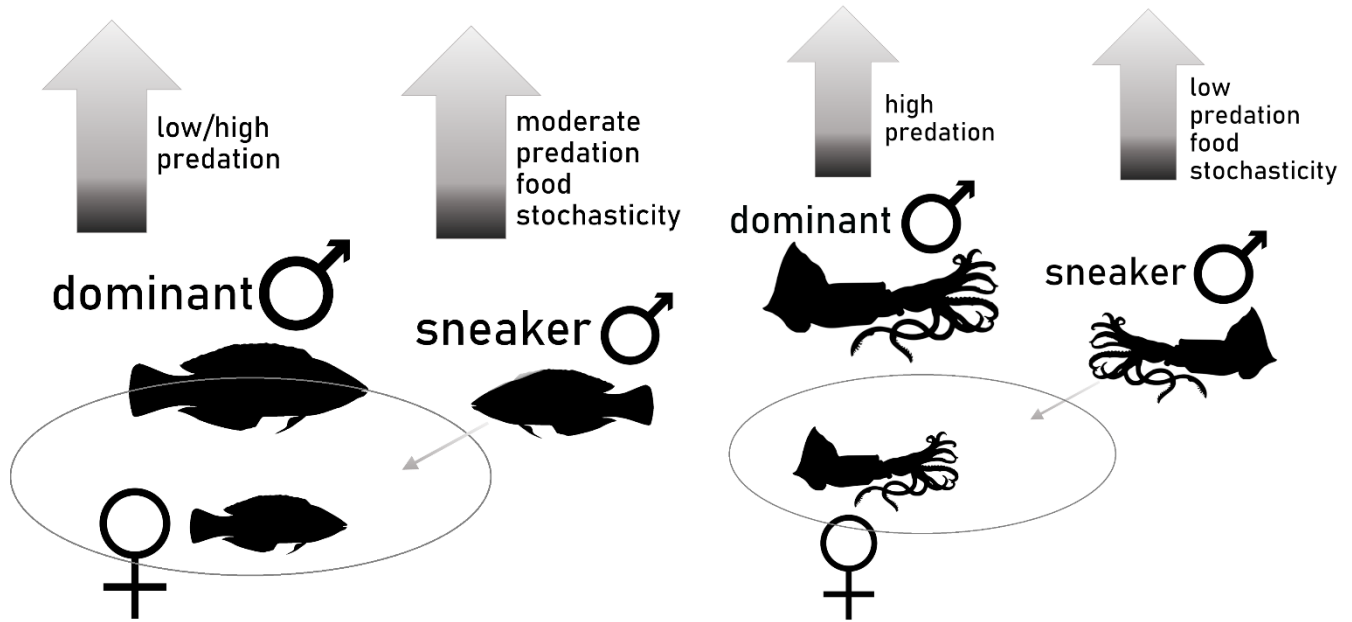 low/high
predation
moderate
predation
food
stochasticity
dominant
sneaker
high
predation
low
predation
food
stochasticity
dominant
sneaker